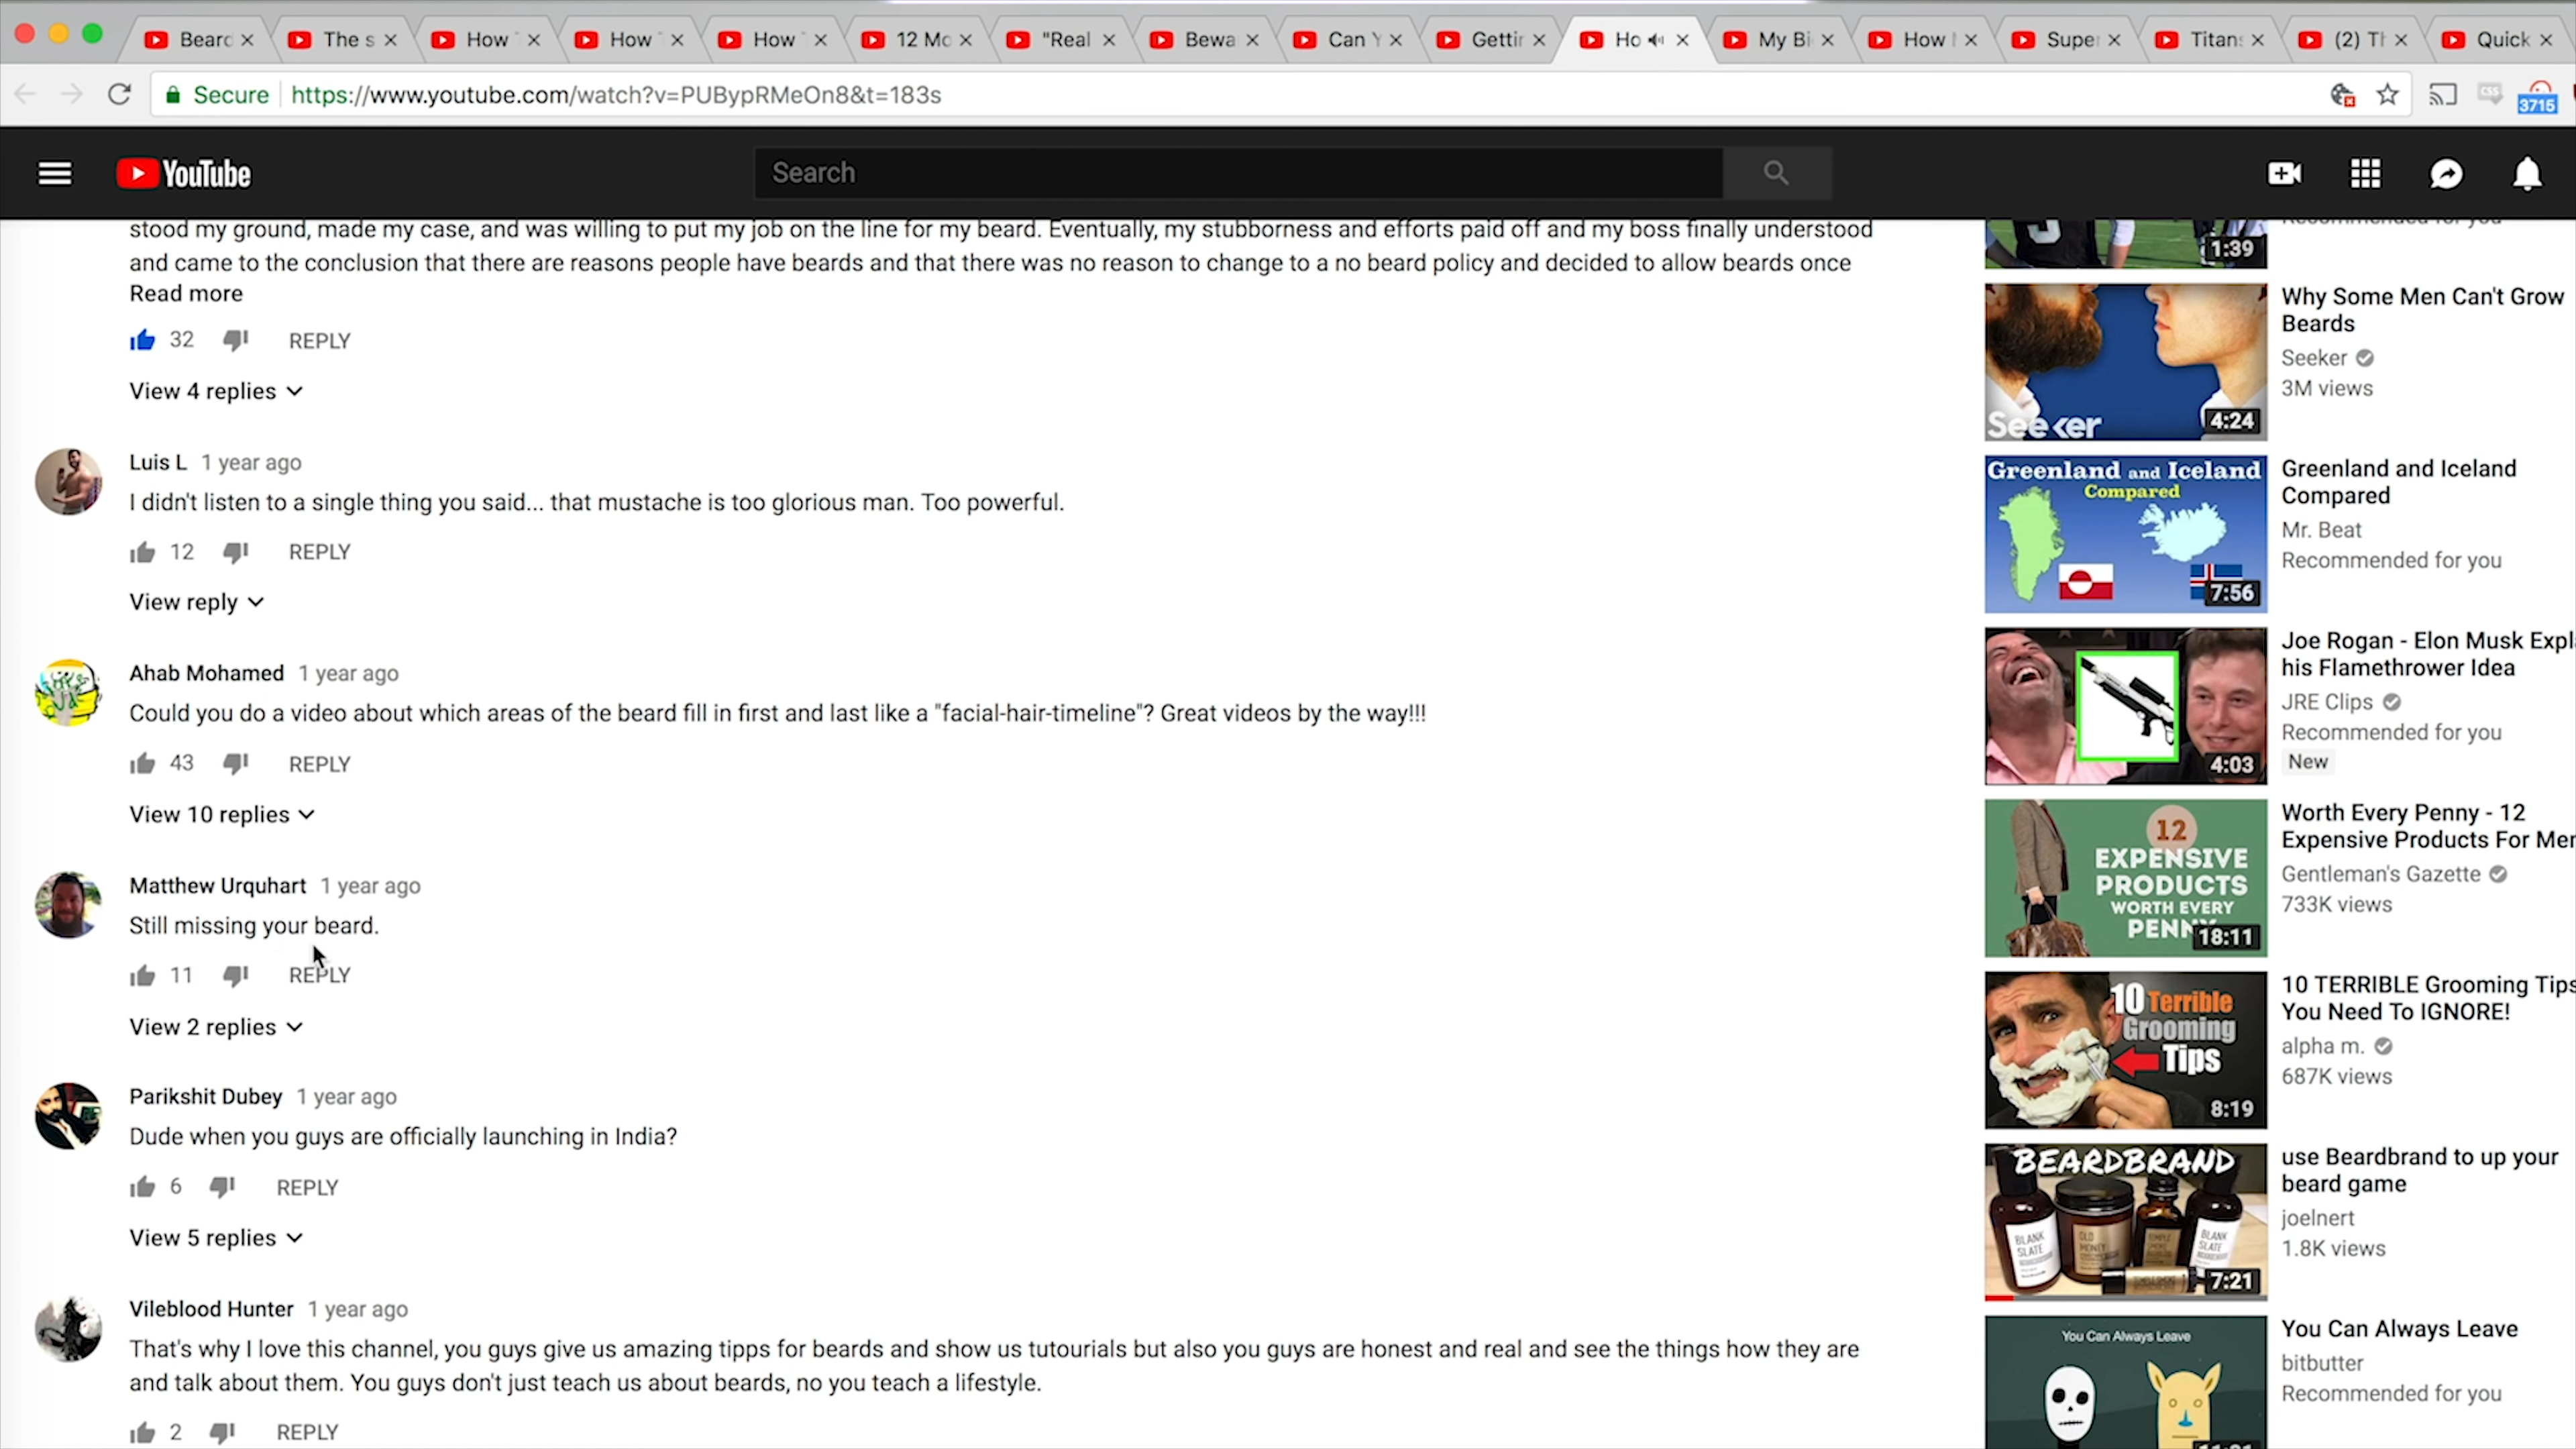 Beard
The s
How
How
How
12 Mo
"Real
Bewa
Can Y
Gettin
Ho
My Bi
How
Super
Titans
(2) Th
Quick
Secure https://www.youtube.com/watch?v=PUBypRMeOn8&t=183s
CSS
3715
YouTube
Search
stood my ground, made my case, and was willing to put my job on the line for my beard. Eventually, my stubborness and efforts paid off and my boss finally understood
and came to the conclusion that there are reasons people have beards and that there was no reason to change to a no beard policy and decided to allow beards once
Read more
32 REPLY
View 4 replies
Luis L 1 year ago
I didn't listen to a single thing you said... that mustache is too glorious man. Too powerful.
12 REPLY
View reply
Ahab Mohamed 1 year ago
Could you do a video about which areas of the beard fill in first and last like a "facial-hair-timeline"? Great videos by the way!!!
43 REPLY
View 10 replies
Matthew Urquhart 1 year ago
Still missing your beard.
11 REPLY
View 2 replies
Parikshit Dubey 1 year ago
Dude when you guys are officially launching in India?
6 REPLY
View 5 replies
Vileblood Hunter 1 year ago
That's why I love this channel, you guys give us amazing tipps for beards and show us tutourials but also you guys are honest and real and see the things how they are
and talk about them. You guys don't just teach us about beards, no you teach a lifestyle.
2 REPLY
Recommended for you
1:39
Seeker
4:24
Why Some Men Can't Grow
Beards
Seeker
3M views
Greenland and Iceland
Compared
7:56
Greenland and Iceland
Compared
Mr. Beat
Recommended for you
4:03
Joe Rogan - Elon Musk Expla
his Flamethrower Idea
JRE Clips
Recommended for you
New
12
EXPENSIVE
PRODUCTS
WORTH EVERY
PENNY
18:11
Worth Every Penny - 12
Expensive Products For Men
Gentleman's Gazette
733K views
10 Terrible
Grooming
Tips
8:19
10 TERRIBLE Grooming Tips
You Need To IGNORE!
alpha m.
687K views
BEARDBRAND
BLANK
SLATE
OLD
MONEY
TEMPLE
SMOKE
BLANK
SLATE
7:21
use Beardbrand to up your
beard game
joelnert
1.8K views
You Can Always Leave
You Can Always Leave
bitbutter
Recommended for you